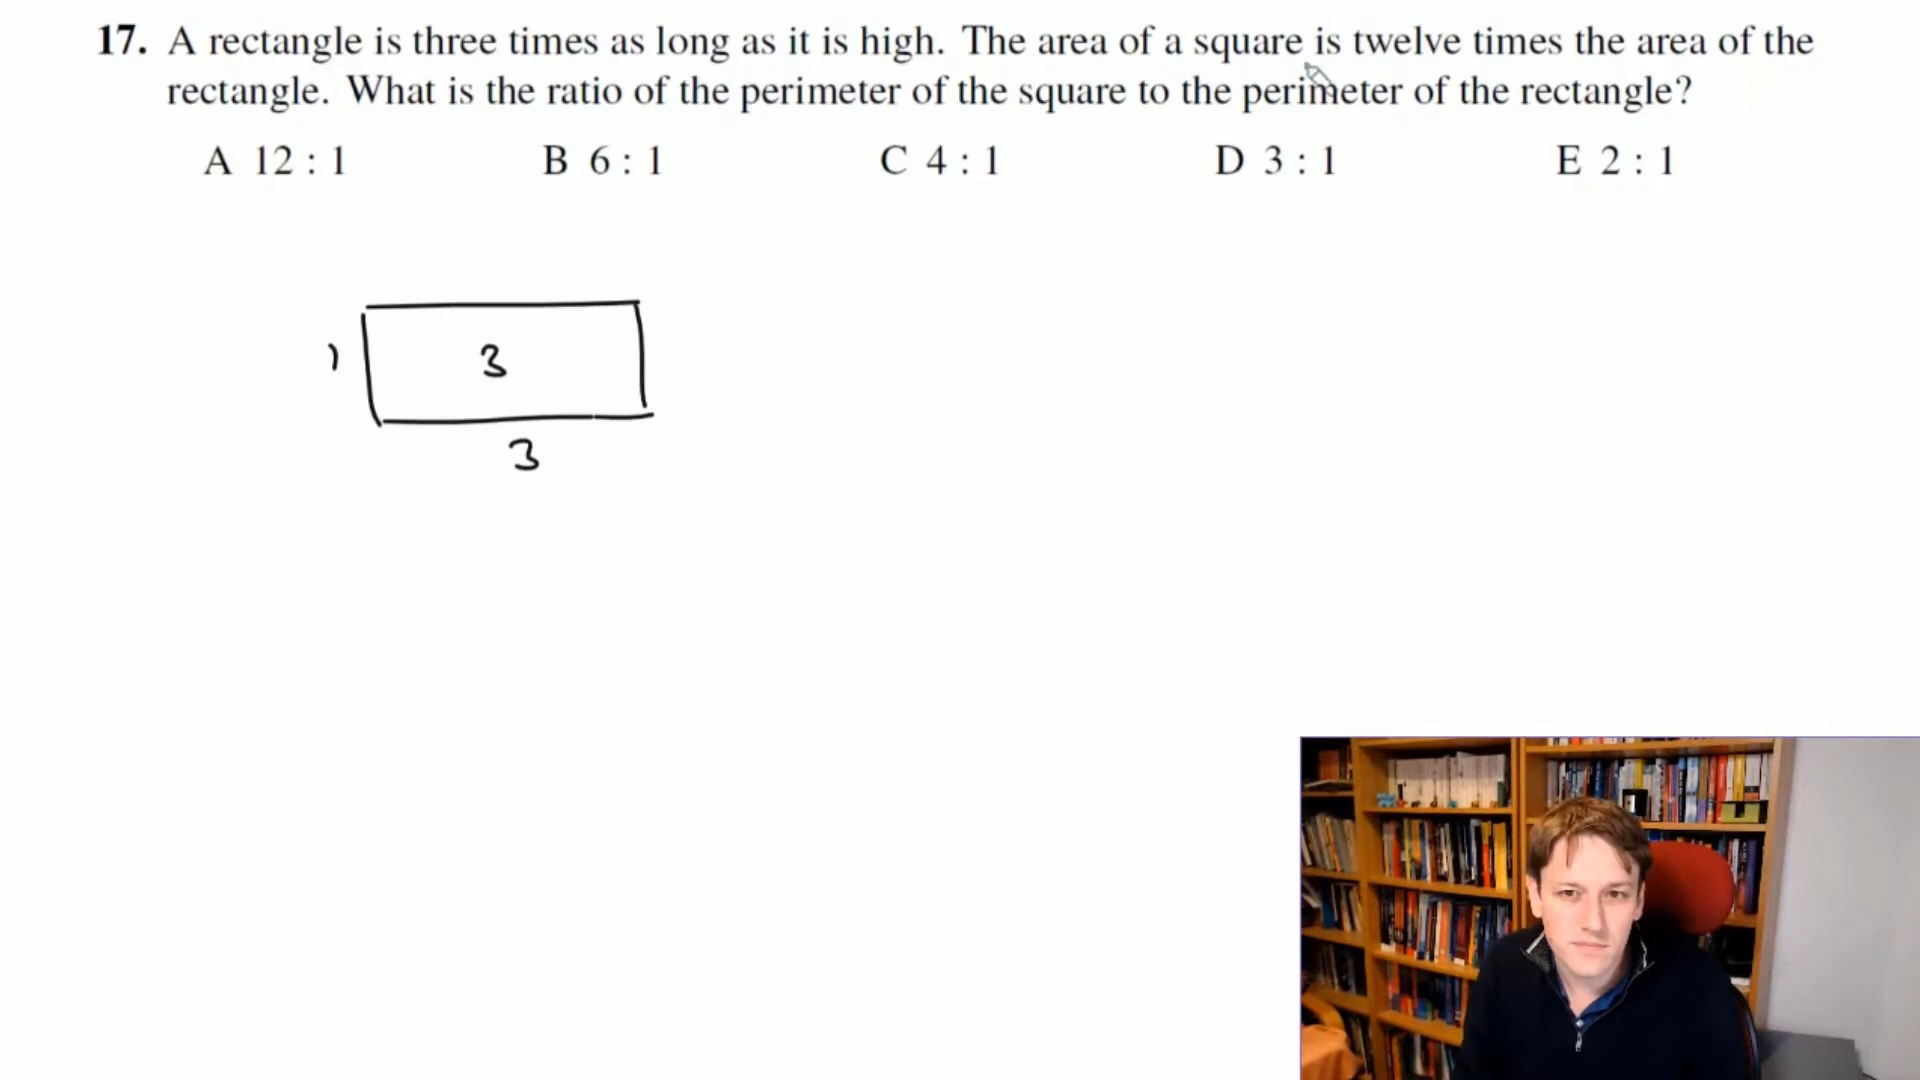 17. A rectangle is three times as long as it is high. The area of a square is twelve times the area of the
rectangle. What is the ratio of the perimeter of the square to the perimeter of the rectangle?
A 12 : 1 B 6 : 1 C 4 : 1 D 3 : 1 E 2 : 1
1 3
3